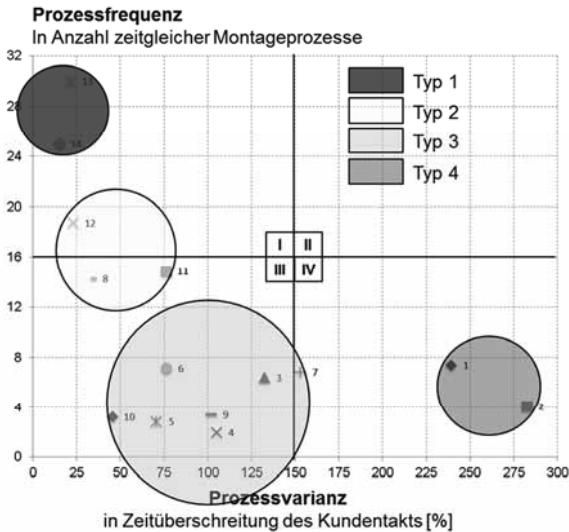 Prozessfrequenz
In Anzahl zeitgleicher Montageprozesse
32
28
24
20
16
12
8
4
0
13
14
12
8
11
6
3
7
10
5
9
4
1
2
I II
III IV
Typ 1
Typ 2
Typ 3
Typ 4
0 25 50 75 100 125 150 175 200 225 250 275 300
Prozessvarianz
in Zeitüberschreitung des Kundentakts [%]